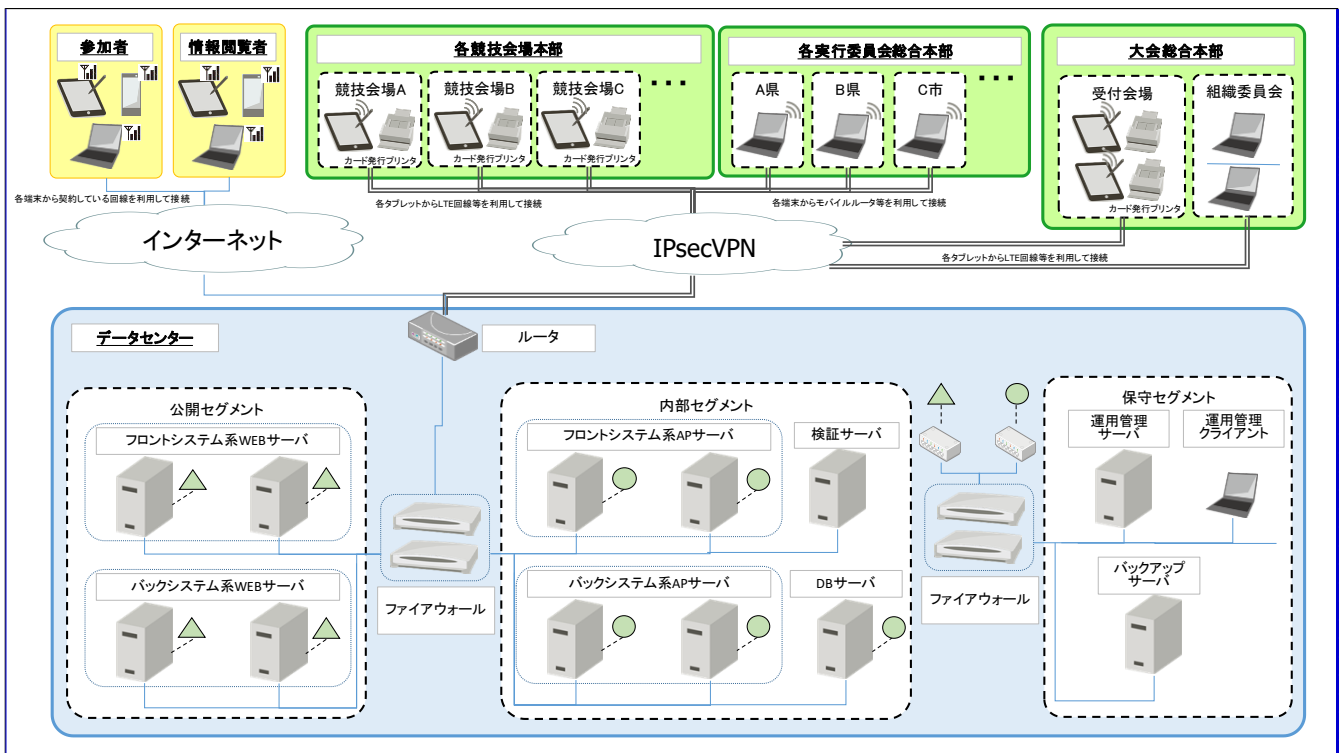 参加者
情報閲覧者
各競技会場本部
各実行委員会総合本部
大会総合本部
競技会場A
競技会場B
競技会場C
・・・
A県
B県
C市
・・・
受付会場
組織委員会
カード発行プリンタ
カード発行プリンタ
カード発行プリンタ
カード発行プリンタ
各端末から契約している回線を利用して接続
各タブレットからLTE回線等を利用して接続
各端末からモバイルルータ等を利用して接続
インターネット
IPsecVPN
各タブレットからLTE回線等を利用して接続
データセンター
ルータ
公開セグメント
フロントシステム系WEBサーバ
バックシステム系WEBサーバ
ファイアウォール
内部セグメント
フロントシステム系APサーバ
検証サーバ
バックシステム系APサーバ
DBサーバ
ファイアウォール
保守セグメント
運用管理
サーバ
運用管理
クライアント
バックアップ
サーバ